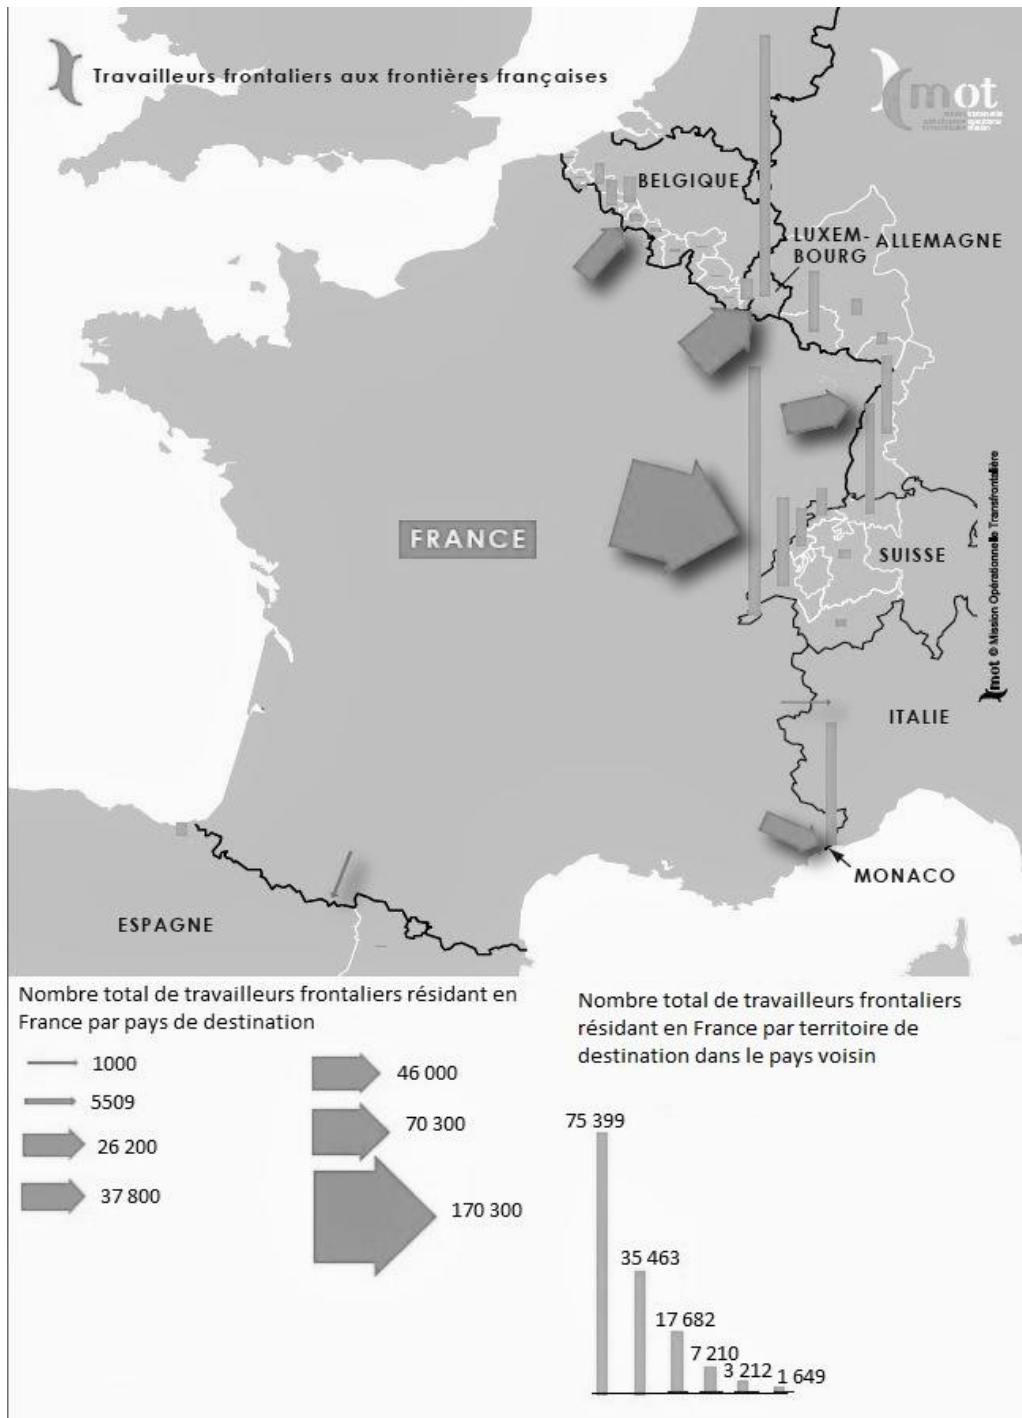 Travailleurs frontaliers aux frontières françaises
mot
BELGIQUE
LUXEM-
BOURG
ALLEMAGNE
FRANCE
SUISSE
mot © Mission Opérationnelle Transfrontalière
ITALIE
MONACO
ESPAGNE
Nombre total de travailleurs frontaliers résidant en
France par pays de destination
1000
5509
26 200
37 800
46 000
70 300
170 300
Nombre total de travailleurs frontaliers
résidant en France par territoire de
destination dans le pays voisin
75 399
35 463
17 682
7 210
3 212
1 649